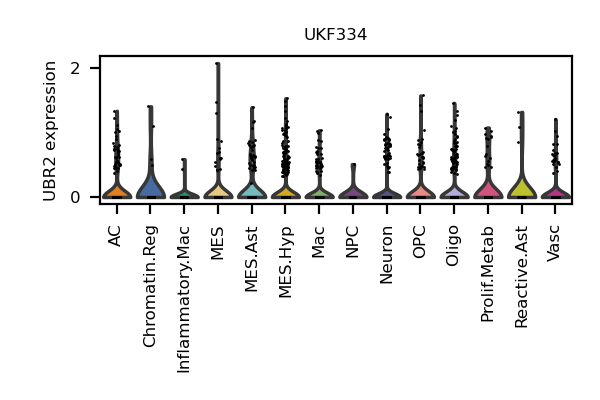 UKF334
UBR2 expression
2
0
AC
Chromatin.Reg
Inflammatory.Mac
MES
MES.Ast
MES.Hyp
Mac
NPC
Neuron
OPC
Oligo
Prolif.Metab
Reactive.Ast
Vasc